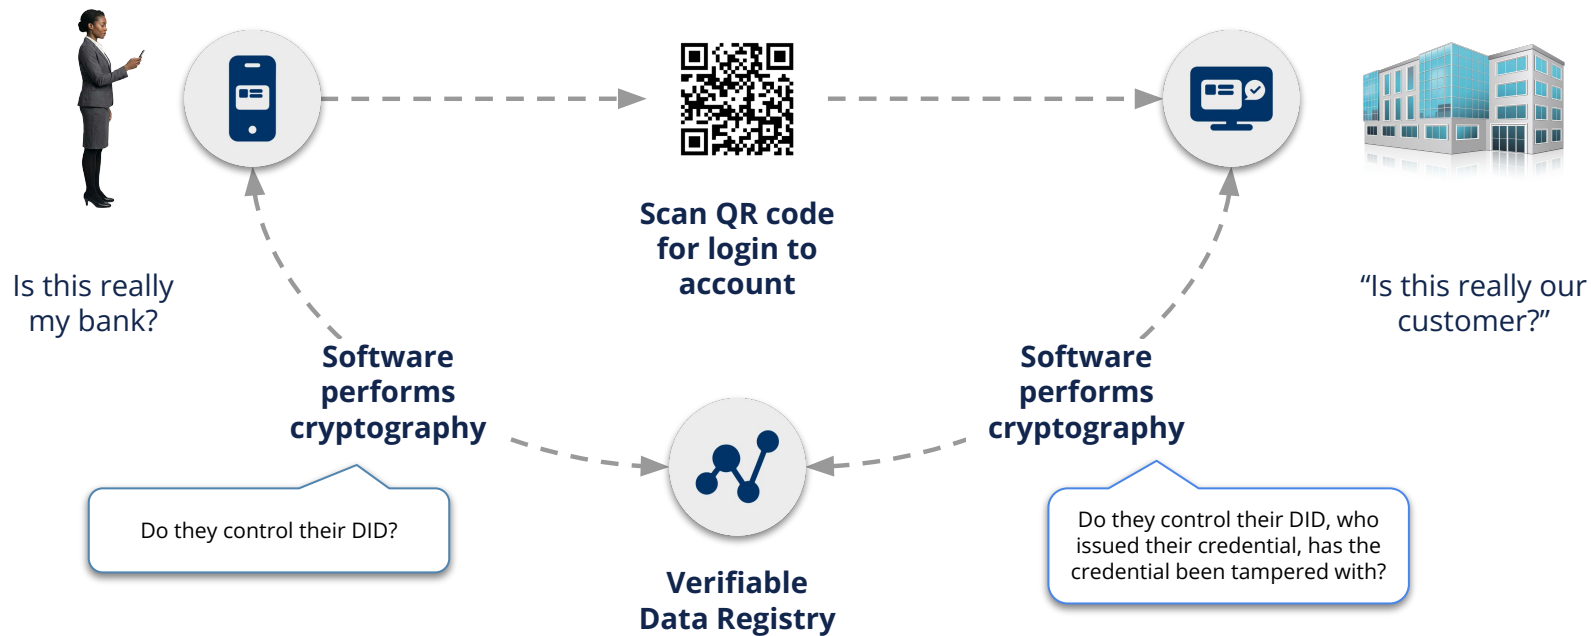 Scan QR code
for login to
account
Is this really
my bank?
“Is this really our
customer?”
Software
performs
cryptography
Software
performs
cryptography
Do they control their DID?
Do they control their DID, who
issued their credential, has the
credential been tampered with?
Verifiable
Data Registry